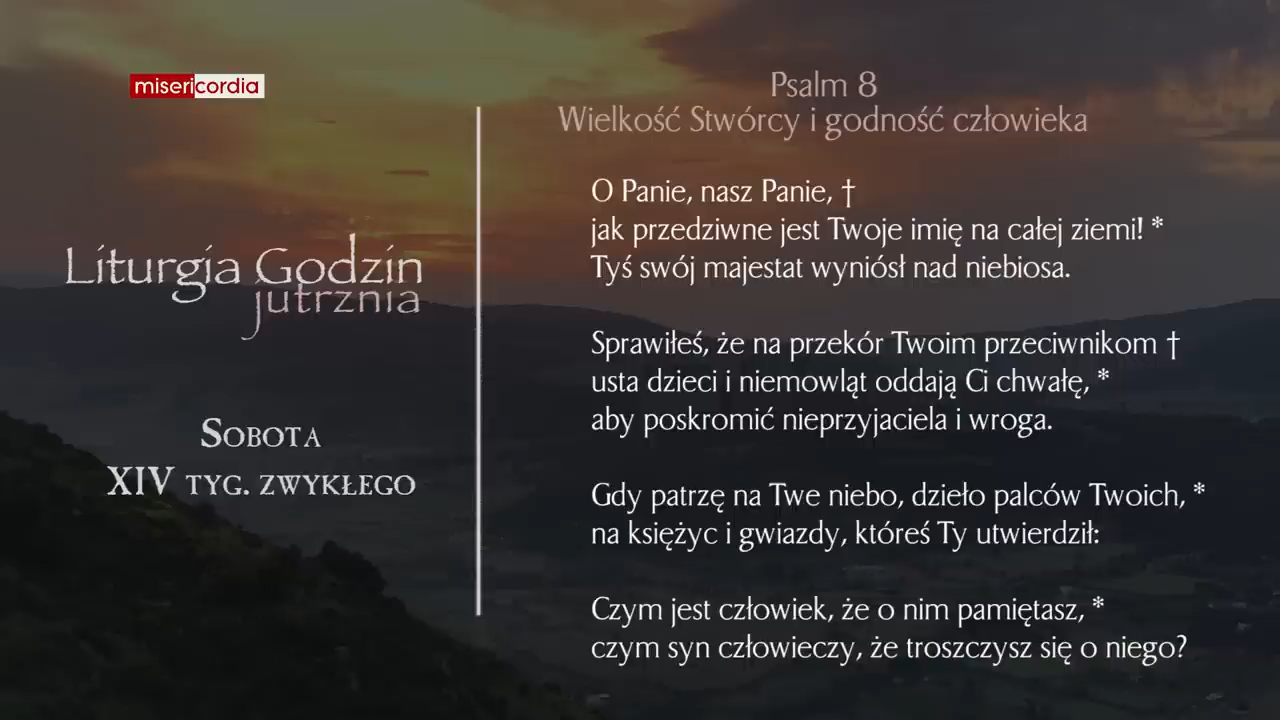 misericordia
Liturgia Godzin
jutrznia
Sobota
XIV tyg. zwykłego
Psalm 8
Wielkość Stwórcy i godność człowieka
O Panie, nasz Panie, †
jak przedziwne jest Twoje imię na całej ziemi! *
Tyś swój majestat wyniósł nad niebiosa.
Sprawiłeś, że na przekór Twoim przeciwnikom †
usta dzieci i niemowląt oddają Ci chwałę, *
aby poskromić nieprzyjaciela i wroga.
Gdy patrzę na Twe niebo, dzieło palców Twoich, *
na księżyc i gwiazdy, któreś Ty utwierdził:
Czym jest człowiek, że o nim pamiętasz, *
czym syn człowieczy, że troszczysz się o niego?